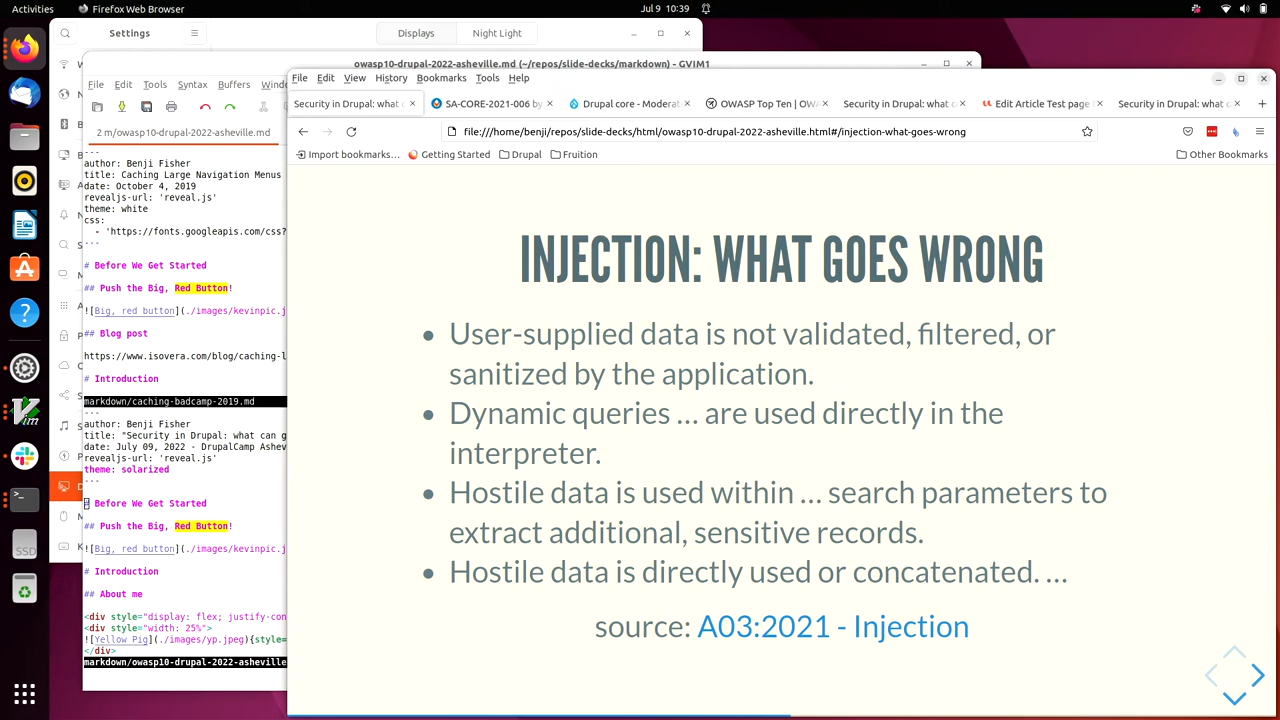 Activities
Firefox Web Browser
Jul 9 10:39
Settings
Displays
Night Light
owasp10-drupal-2022-asheville.md (~/repos/slide-decks/markdown) - GVIM1
File Edit Tools Syntax Buffers
2 m/owasp10-drupal-2022-asheville.md
---
author: Benji Fisher
title: Caching Large Navigation Menus
date: October 4, 2019
revealjs-url: 'reveal.js'
theme: white
css:
- 'https://fonts.googleapis.com/css?
---
# Before We Get Started
## Push the Big, Red Button!
![Big, red button](./images/kevinpic.j
## Blog post
https://www.isovera.com/blog/caching-l
# Introduction
markdown/caching-badcamp-2019.md
---
author: Benji Fisher
title: "Security in Drupal: what can g
date: July 09, 2022 - DrupalCamp Ashev
revealjs-url: 'reveal.js'
theme: solarized
---
# Before We Get Started
## Push the Big, Red Button!
![Big, red button](./images/kevinpic.j
# Introduction
## About me
<div style="display: flex; justify-con
<div style="width: 25%">
![Yellow Pig](./images/yp.jpeg){style=
</div>
markdown/owasp10-drupal-2022-asheville
File Edit View History Bookmarks Tools Help
Security in Drupal: what c
SA-CORE-2021-006 by
Drupal core - Moderat
OWASP Top Ten | OWA
Security in Drupal: what c
Edit Article Test page
Security in Drupal: what c
file:///home/benji/repos/slide-decks/html/owasp10-drupal-2022-asheville.html#/injection-what-goes-wrong
Import bookmarks...
Getting Started
Drupal
Fruition
Other Bookmarks
INJECTION: WHAT GOES WRONG
• User-supplied data is not validated, filtered, or
sanitized by the application.
• Dynamic queries … are used directly in the
interpreter.
• Hostile data is used within … search parameters to
extract additional, sensitive records.
• Hostile data is directly used or concatenated. …
source: A03:2021 - Injection
SSD